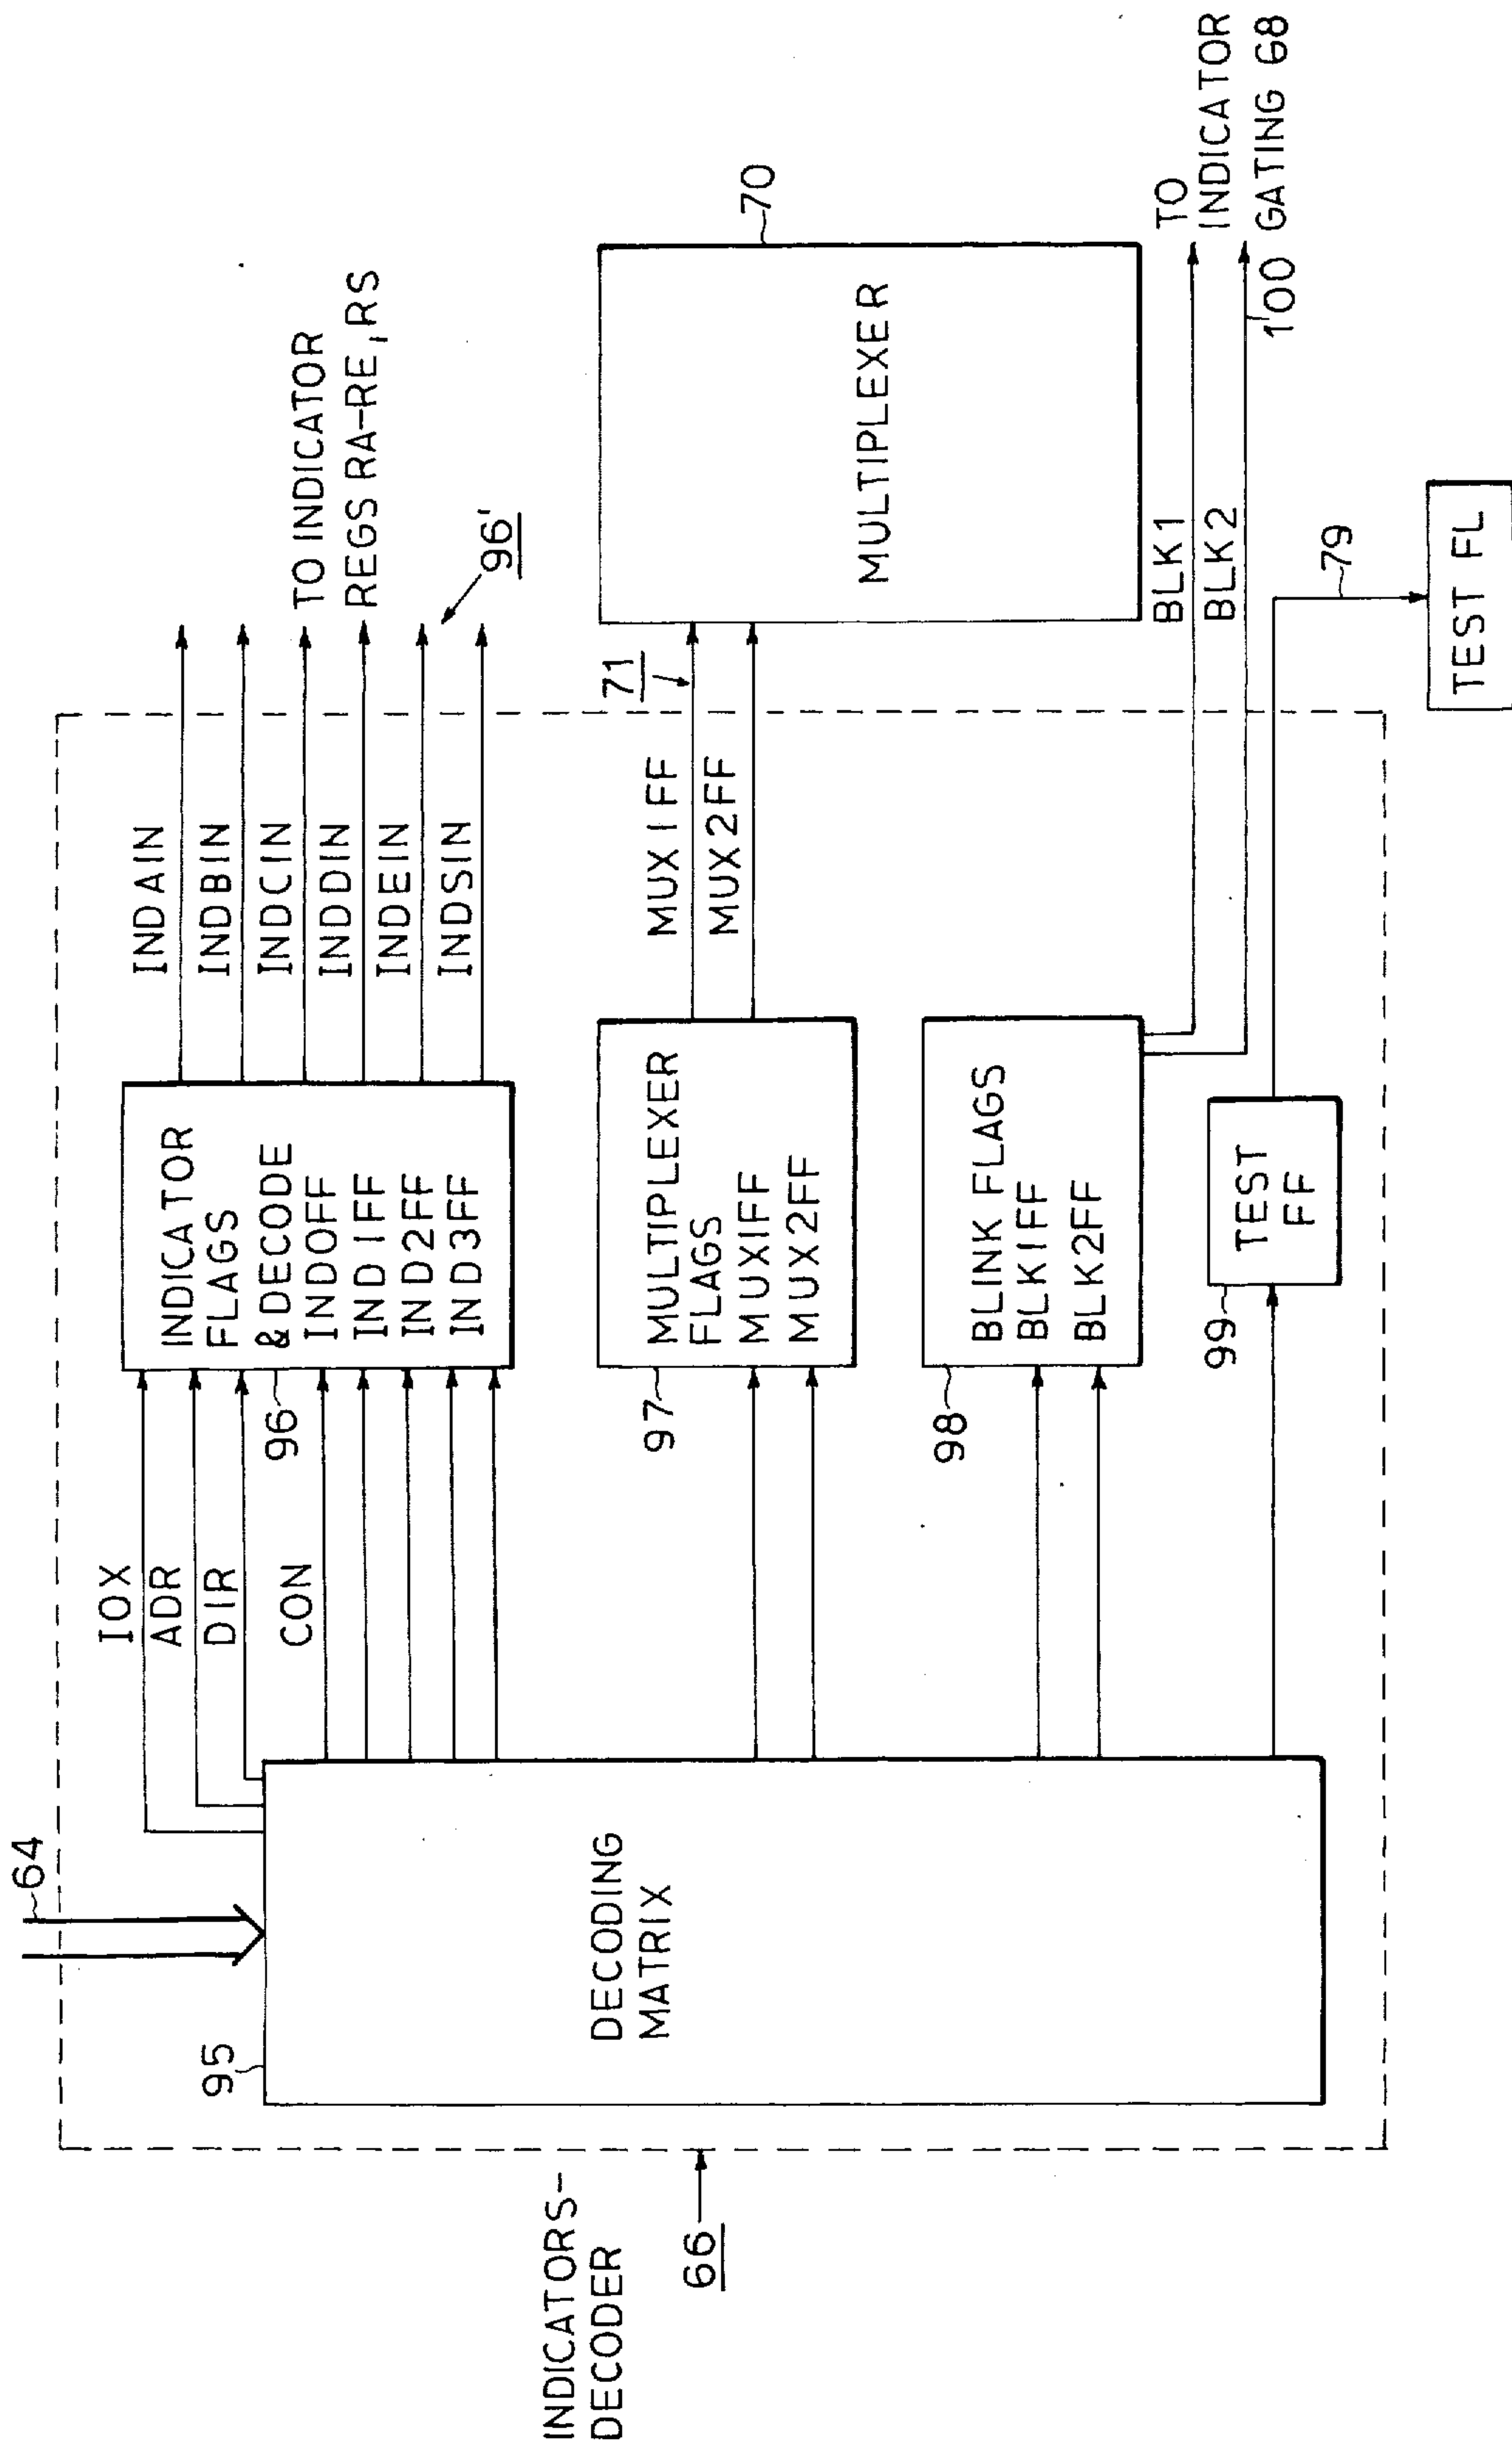 INDICATORS-
DECODER
66
64
95
DECODING
MATRIX
IOX
ADR
DIR
CON
96
INDICATOR
FLAGS
& DECODE
INDOFF
IND1FF
IND2FF
IND3FF
INDAIN
INDBIN
INDCIN
INDDIN
INDEIN
INDSIN
TO INDICATOR
REGS RA-RE, RS
96'
97
MULTIPLEXER
FLAGS
MUX1FF
MUX2FF
MUX1FF
MUX2FF
71
MULTIPLEXER
70
98
BLINK FLAGS
BLK1FF
BLK2FF
BLK1
BLK2
TO
INDICATOR
GATING 68
100
99
TEST
FF
79
TEST FL